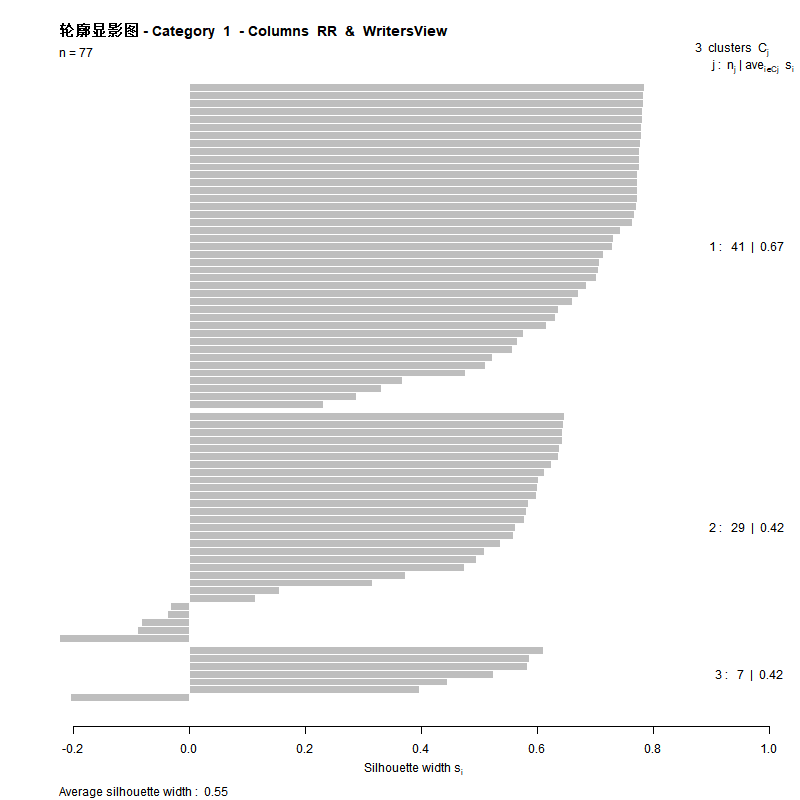 轮廓显影图 - Category 1 - Columns RR & WritersView
n = 77
3 clusters Cj
j : nj | avei∈Cj si
1 : 41 | 0.67
2 : 29 | 0.42
3 : 7 | 0.42
-0.2 0.0 0.2 0.4 0.6 0.8 1.0
Silhouette width si
Average silhouette width : 0.55